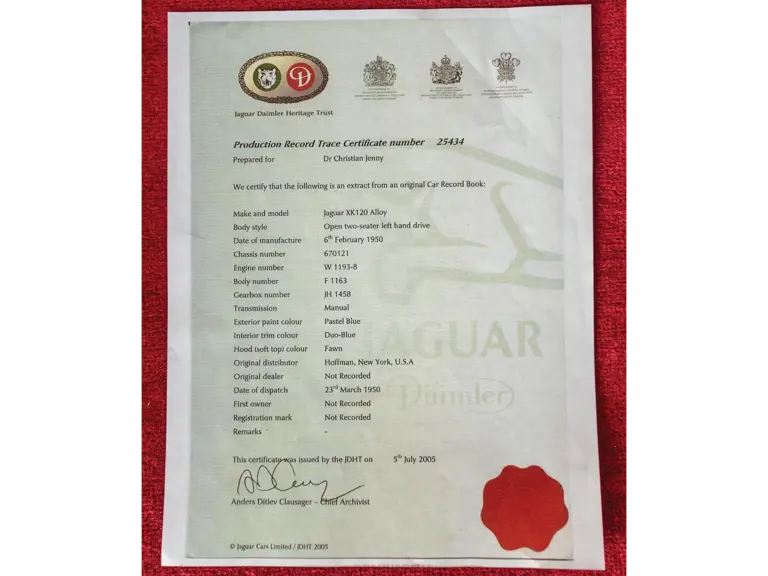 Jaguar Daimler Heritage Trust
Production Record Trace Certificate number 25434
Prepared for Dr Christian Jenny
We certify that the following is an extract from an original Car Record Book:
Make and model Jaguar XK120 Alloy
Body style Open two-seater left hand drive
Date of manufacture 6th February 1950
Chassis number 670121
Engine number W 1193-8
Body number F 1163
Gearbox number JH 1458
Transmission Manual
Exterior paint colour Pastel Blue
Interior trim colour Duo-Blue
Hood (soft top) colour Fawn
JAGUAR
Original distributor Hoffman, New York, U.S.A
Original dealer Not Recorded
Date of dispatch 23rd March 1950
Daimler
First owner Not Recorded
Registration mark Not Recorded
Remarks -
This certificate was issued by the JDHT on 5th July 2005
Anders Ditlev Clausager – Chief Archivist
© Jaguar Cars Limited / JDHT 2005